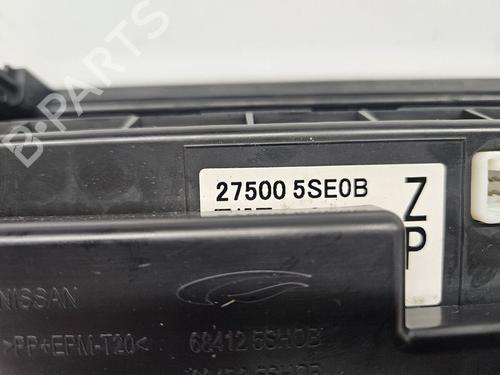 B-PARTS
27500 5SE0B
Z
P
NISSAN
>PP+EPM-T20<
68412 5SH0B